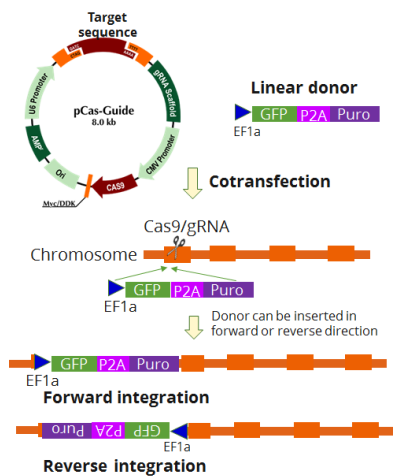 Target
sequence
U6 Promoter
gRNA Scaffold
pCas-Guide
8.0 kb
AMP
CMV Promoter
Ori
CAS9
Myc/DDK
Linear donor
GFP P2A Puro
EF1a
Cotransfection
Cas9/gRNA
Chromosome
GFP P2A Puro
EF1a
Donor can be inserted in
forward or reverse direction
GFP P2A Puro
EF1a
Forward integration
Puro P2A GFP
EF1a
Reverse integration